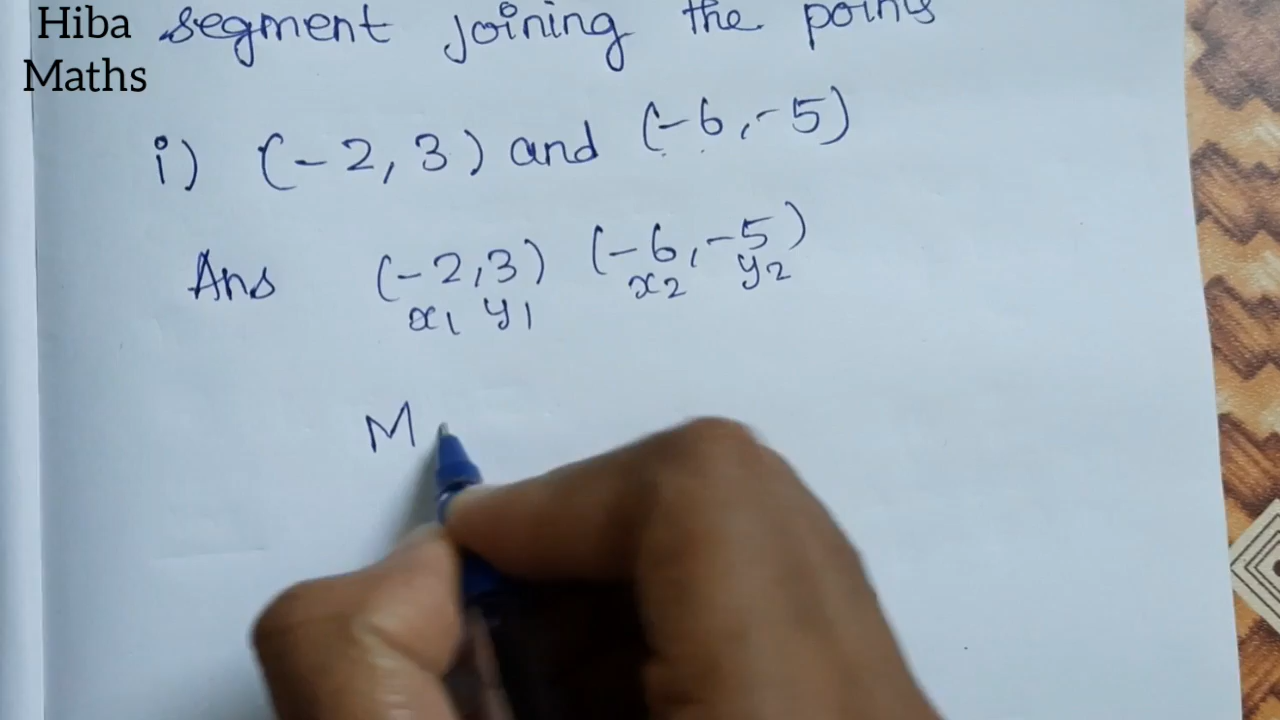 Hiba
Maths
segment joining the points
i) (-2, 3) and (-6, -5)
Ans (-2, 3) (-6, -5)
x1 y1 x2 y2
M